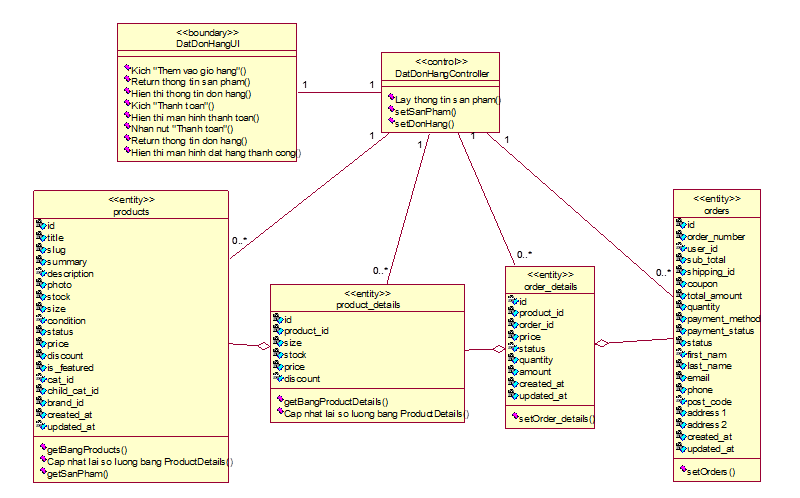 <<boundary>>
DatDonHangUI
Kich "Them vao gio hang"()
Return thong tin san pham()
Hien thi thong tin don hang()
Kich "Thanh toan"()
Hien thi man hinh thanh toan()
Nhan nut "Thanh toan"()
Return thong tin don hang()
Hien thi man hinh dat hang thanh cong()
1
1
<<control>>
DatDonHangController
Lay thong tin san pham()
setSanPham()
setDonHang()
1
1
1
1
0..*
0..*
0..*
0..*
<<entity>>
products
id
title
slug
summary
description
photo
stock
size
condition
status
price
discount
is_featured
cat_id
child_cat_id
brand_id
created_at
updated_at
getBangProducts()
Cap nhat lai so luong bang ProductDetails()
getSanPham()
<<entity>>
product_details
id
product_id
size
stock
price
discount
getBangProductDetails()
Cap nhat lai so luong bang ProductDetails()
<<entity>>
order_details
id
product_id
order_id
price
status
quantity
amount
created_at
updated_at
setOrder_details()
<<entity>>
orders
id
order_number
user_id
sub_total
shipping_id
coupon
total_amount
quantity
payment_method
payment_status
status
first_nam
last_name
email
phone
post_code
address 1
address 2
created_at
updated_at
setOrders()